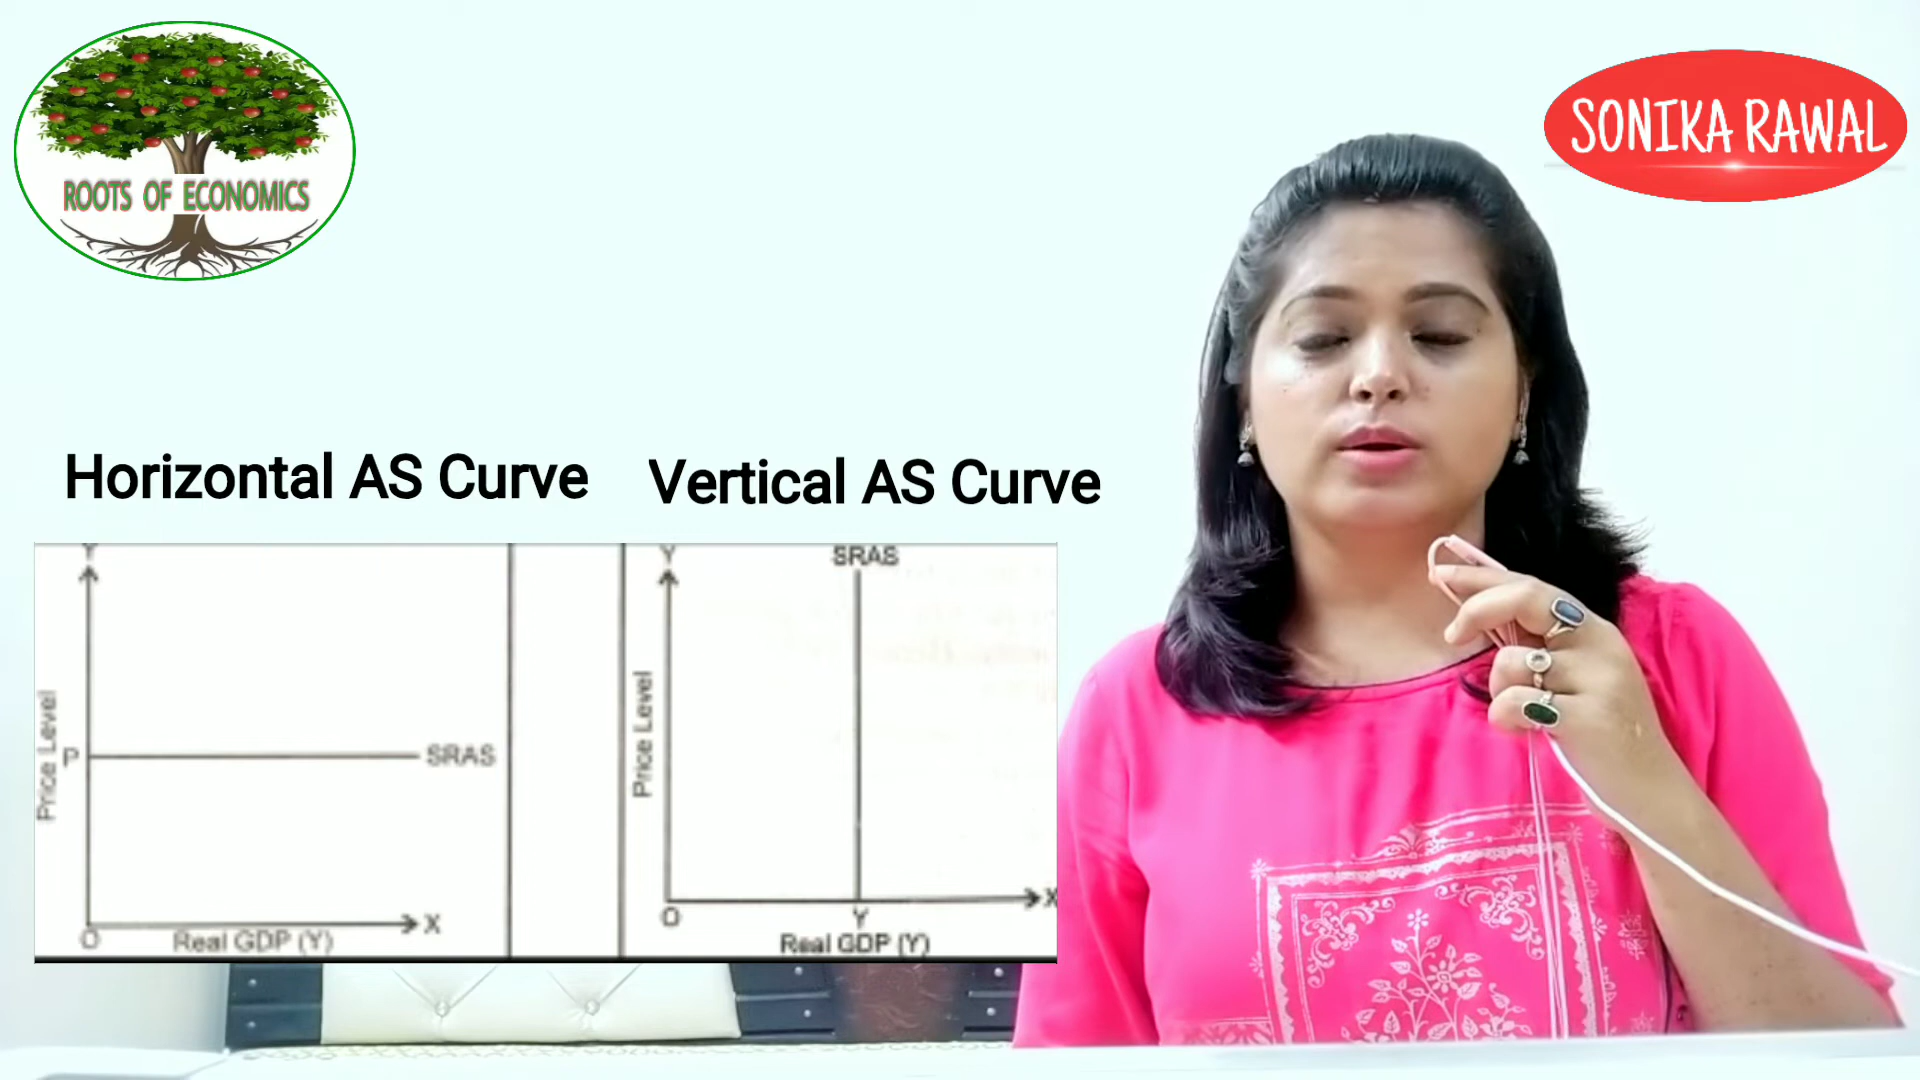 ROOTS OF ECONOMICS
SONIKA RAWAL
Horizontal AS Curve
Vertical AS Curve
Y
Price Level
P
SRAS
O
X
Real GDP (Y)
Y
SRAS
Price Level
O
Y
X
Real GDP (Y)